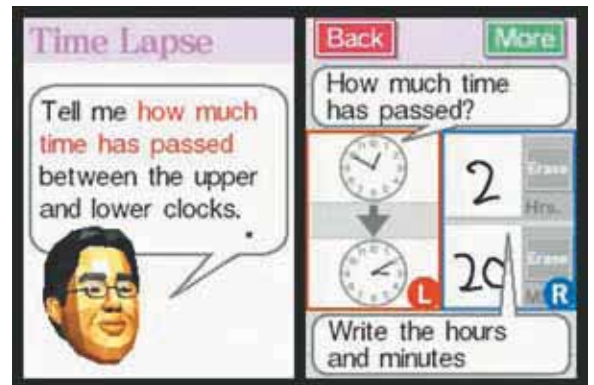 Time Lapse
Tell me how much
time has passed
between the upper
and lower clocks.
Back
More
How much time
has passed?
2
Erase
Hrs.
20
Erase
L
R
Write the hours
and minutes